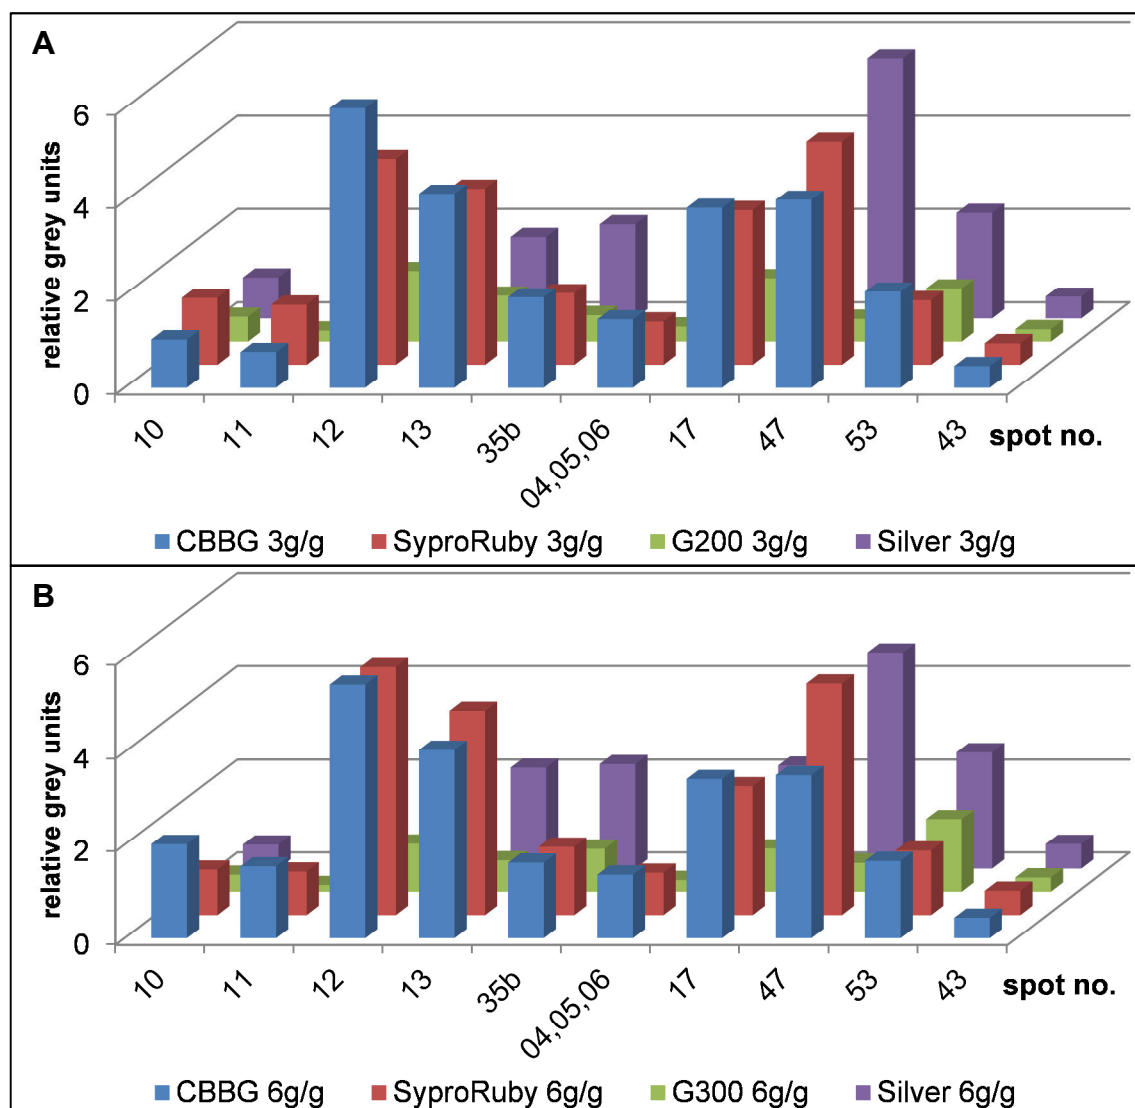 A
relative grey units
6
4
2
0
10 11 12 13 35b 04,05,06 17 47 53 43 spot no.
CBBG 3g/g SyproRuby 3g/g G200 3g/g Silver 3g/g
B
relative grey units
6
4
2
0
10 11 12 13 35b 04,05,06 17 47 53 43 spot no.
CBBG 6g/g SyproRuby 6g/g G300 6g/g Silver 6g/g